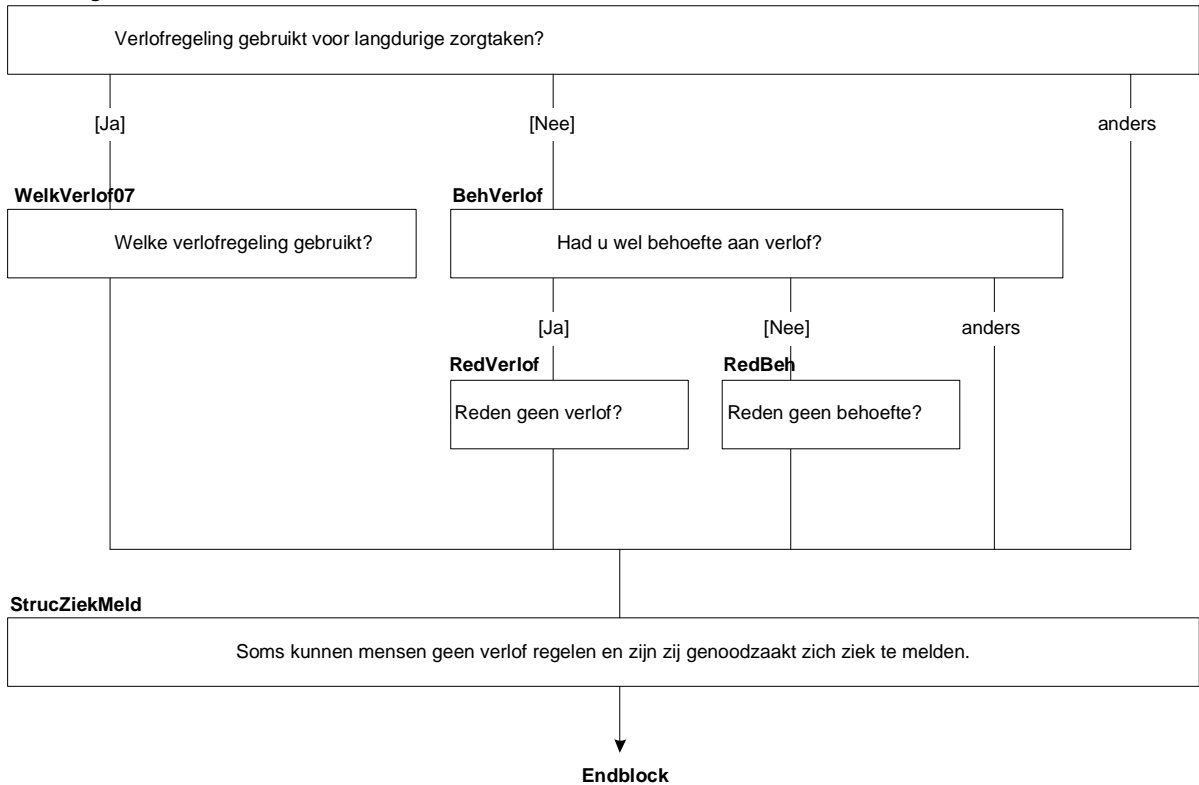 Verlofregeling gebruikt voor langdurige zorgtaken?
[Ja] [Nee] anders
WelkVerlof07 BehVerlof
Welke verlofregeling gebruikt? Had u wel behoefte aan verlof?
[Ja] [Nee] anders
RedVerlof RedBeh
Reden geen verlof? Reden geen behoefte?
StrucZiekMeld
Soms kunnen mensen geen verlof regelen en zijn zij genoodzaakt zich ziek te melden.
Endblock